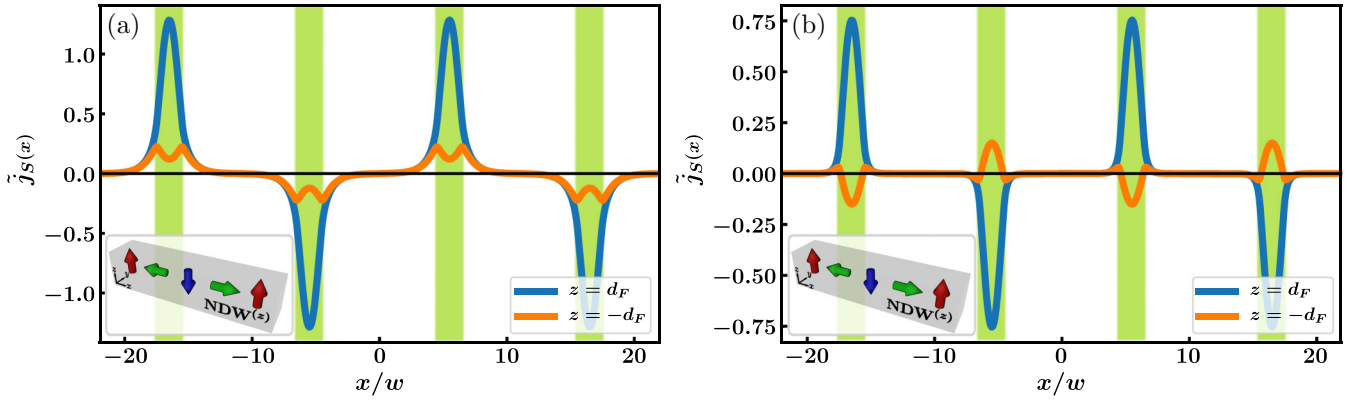 (a)
1.0
0.5
0.0
−0.5
−1.0
j̃S(x)
z
y
x
NDW(z)
z = dF
z = −dF
−20
−10
0
10
20
x/w
(b)
0.75
0.50
0.25
0.00
−0.25
−0.50
−0.75
j̃S(x)
z
y
x
NDW(z)
z = dF
z = −dF
−20
−10
0
10
20
x/w